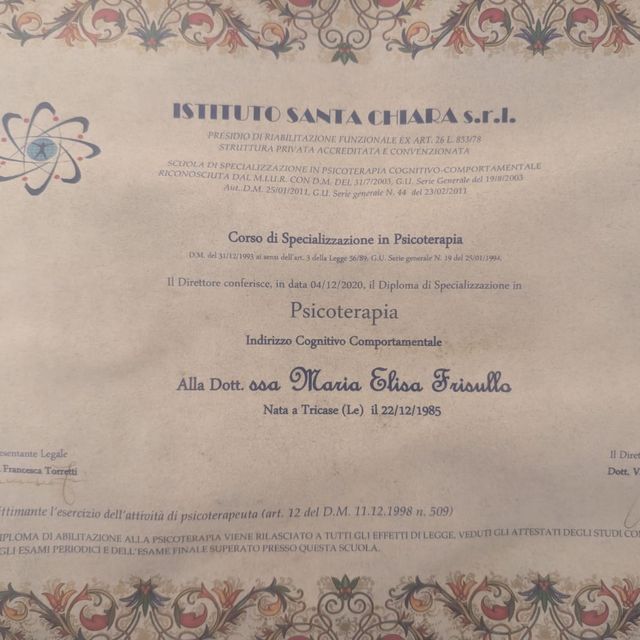 ISTITUTO SANTA CHIARA s.r.l.
PRESIDIO DI RIABILITAZIONE FUNZIONALE EX ART. 26 L. 833/78
STRUTTURA PRIVATA ACCREDITATA E CONVENZIONATA
SCUOLA DI SPECIALIZZAZIONE IN PSICOTERAPIA COGNITIVO-COMPORTAMENTALE
RICONOSCIUTA DAL M.I.U.R. CON D.M. DEL 31/7/2003, G.U. Serie Generale del 19/8/2003
Aut. D.M. 25/01/2011, G.U. Serie generale N. 44 del 23/02/2011
Corso di Specializzazione in Psicoterapia
D.M. del 31/12/1993 ai sensi dell'art. 3 della Legge 56/89, G.U. Serie generale N. 19 del 25/01/1994.
Il Direttore conferisce, in data 04/12/2020, il Diploma di Specializzazione in
Psicoterapia
Indirizzo Cognitivo Comportamentale
Alla Dott. ssa Maria Elisa Frisullo
Nata a Tricase (Le) il 22/12/1985
esentante Legale
Francesca Torretti
Il Diret
Dott. V
ittimante l'esercizio dell'attività di psicoterapeuta (art. 12 del D.M. 11.12.1998 n. 509)
IPLOMA DI ABILITAZIONE ALLA PSICOTERAPIA VIENE RILASCIATO A TUTTI GLI EFFETTI DI LEGGE, VEDUTI GLI ATTESTATI DEGLI STUDI CO
GLI ESAMI PERIODICI E DELL'ESAME FINALE SUPERATO PRESSO QUESTA SCUOLA.